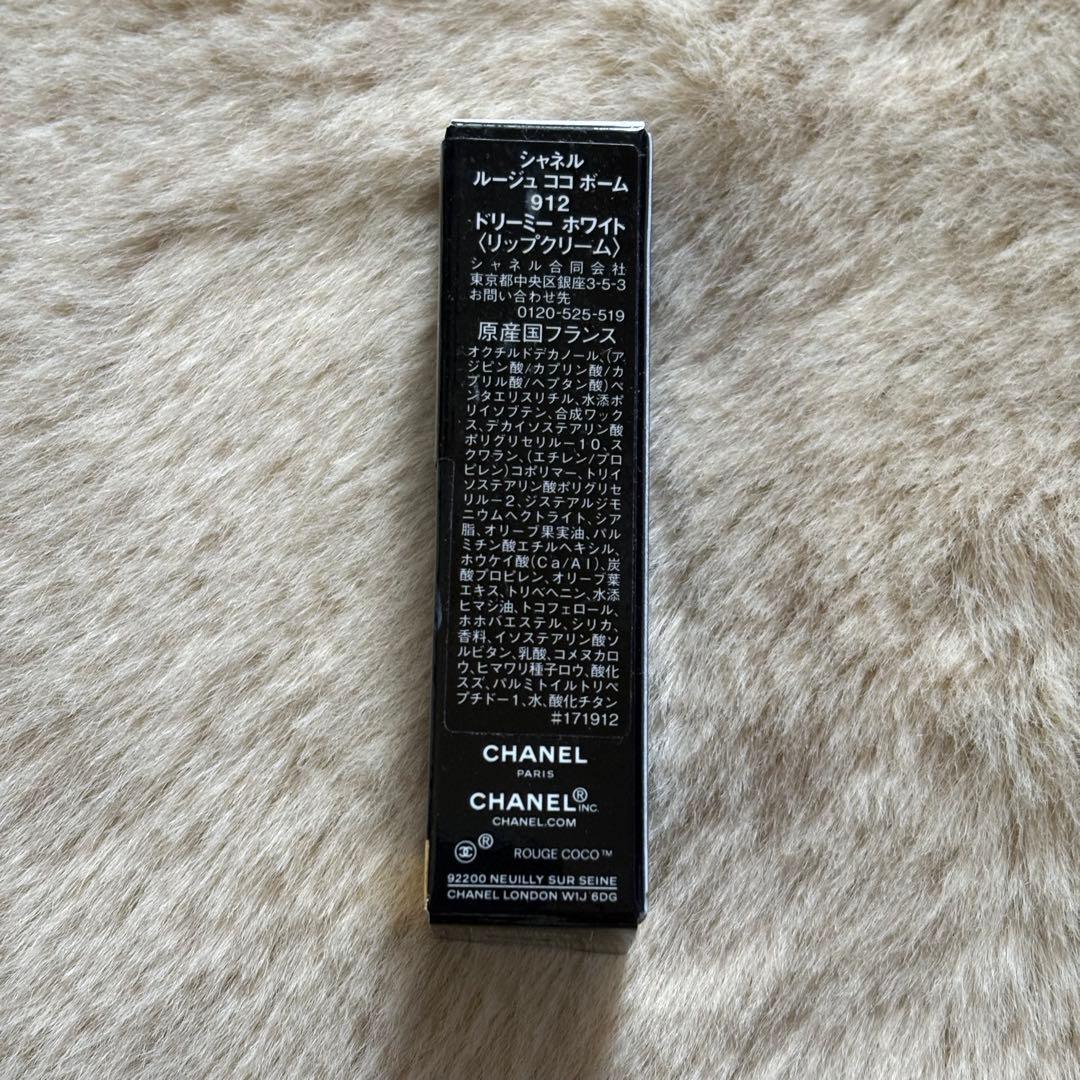 シャネル
ルージュ ココ ボーム
912
ドリーミー ホワイト
〈リップクリーム〉
シャネル合同会社
東京都中央区銀座3-5-3
お問い合わせ先
0120-525-519
原産国フランス
オクチルドデカノール、(ア
ジピン酸/カプリン酸/カ
プリル酸/ヘプタン酸)ペ
ンタエリスリチル、水添ポ
リイソブテン、合成ワック
ス、デカイソステアリン酸
ポリグリセリル−10、ス
クワラン、(エチレン/プロ
ピレン)コポリマー、トリイ
ソステアリン酸ポリグリセ
リル−2、ジステアルジモ
ニウムヘクトライト、シア
脂、オリーブ果実油、パル
ミチン酸エチルヘキシル、
ホウケイ酸(Ca/Al)、炭
酸プロピレン、オリーブ葉
エキス、トリベヘニン、水添
ヒマシ油、トコフェロール、
ホホバエステル、シリカ、
香料、イソステアリン酸ソ
ルビタン、乳酸、コメヌカロ
ウ、ヒマワリ種子ロウ、酸化
スズ、パルミトイルトリペ
プチド−1、水、酸化チタン
#171912
CHANEL
PARIS
CHANEL® INC.
CHANEL.COM
® ROUGE COCO™
92200 NEUILLY SUR SEINE
CHANEL LONDON W1J 6DG